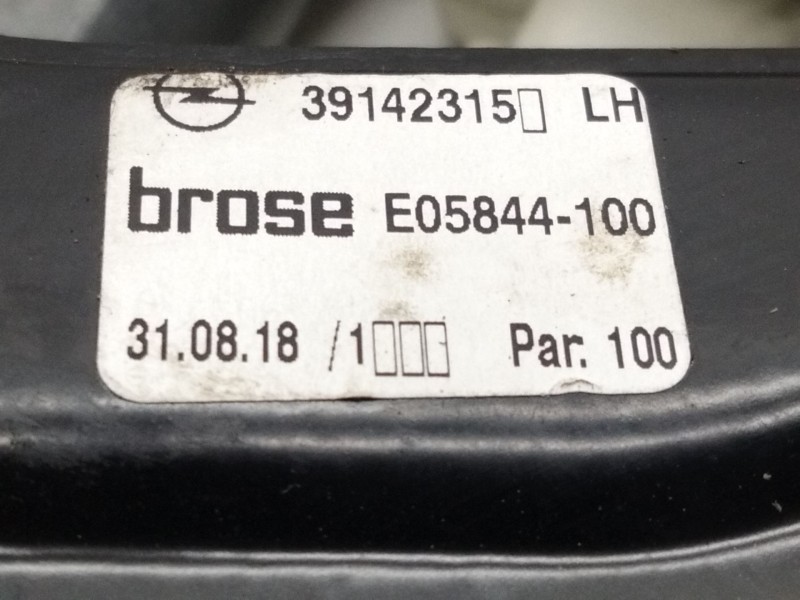 39142315▯ LH
brose E05844-100
31.08.18 /1▯▯▯ Par. 100